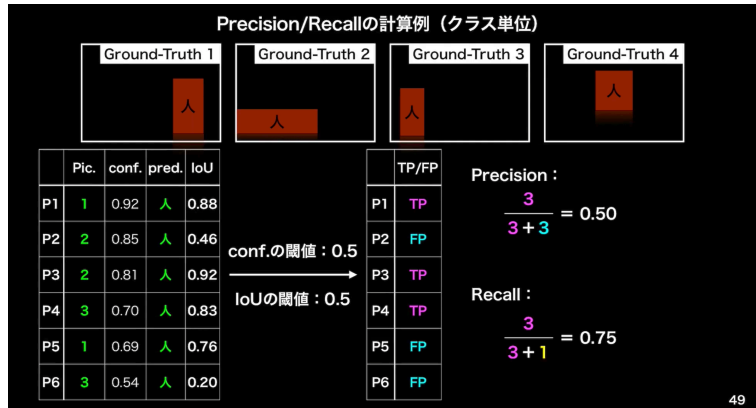 Precision/Recallの計算例（クラス単位）
Ground-Truth 1
Ground-Truth 2
Ground-Truth 3
Ground-Truth 4
人
人
人
人
Pic. conf. pred. IoU
P1 1 0.92 人 0.88
P2 2 0.85 人 0.46
P3 2 0.81 人 0.92
P4 3 0.70 人 0.83
P5 1 0.69 人 0.76
P6 3 0.54 人 0.20
conf.の閾値：0.5
IoUの閾値：0.5
TP/FP
P1 TP
P2 FP
P3 TP
P4 TP
P5 FP
P6 FP
Precision：
3
3 + 3
= 0.50
Recall：
3
3 + 1
= 0.75
49